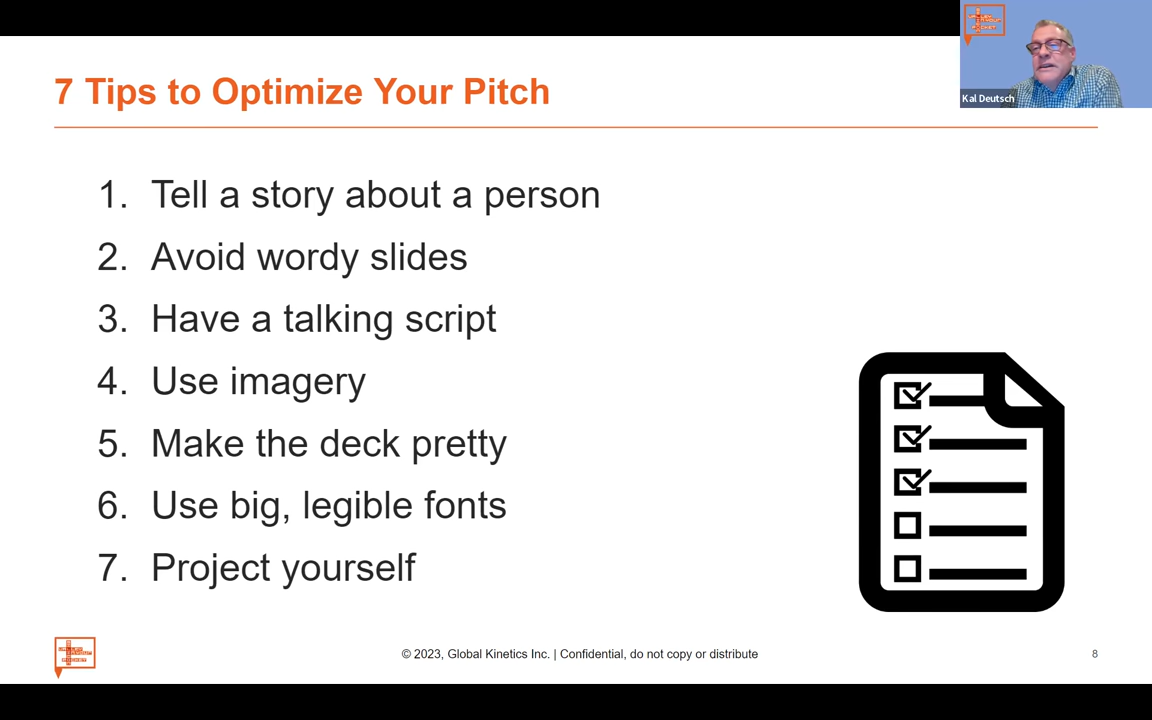 7 Tips to Optimize Your Pitch
Kal Deutsch
1. Tell a story about a person
2. Avoid wordy slides
3. Have a talking script
4. Use imagery
5. Make the deck pretty
6. Use big, legible fonts
7. Project yourself
© 2023, Global Kinetics Inc. | Confidential, do not copy or distribute
8